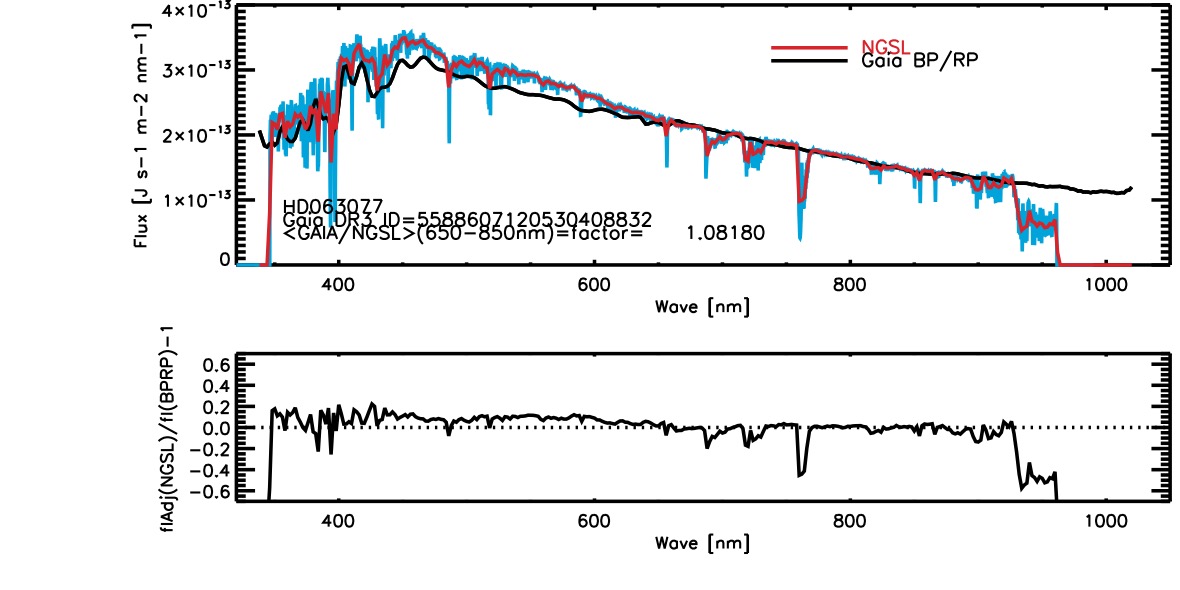 4×10−13
3×10−13
2×10−13
1×10−13
0
Flux [J s−1 m−2 nm−1]
NGSL
Gaia BP/RP
HD063077
Gaia DR3 ID=5588607120530408832
<GAIA/NGSL>(650−850nm)=factor= 1.08180
400 600 800 1000
Wave [nm]
0.6
0.4
0.2
0.0
−0.2
−0.4
−0.6
flAdj(NGSL)/fl(BPRP)−1
400 600 800 1000
Wave [nm]